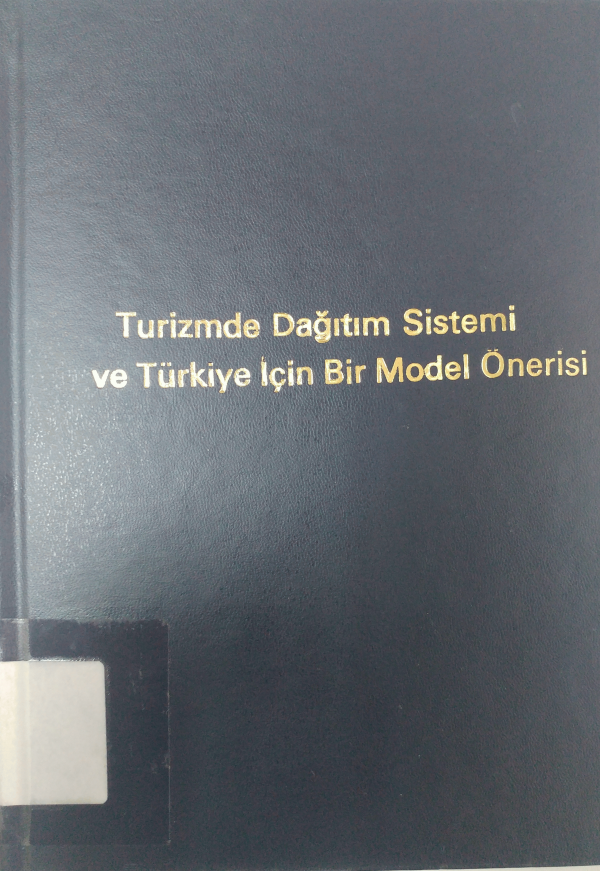 Turizmde Dağıtım Sistemi
ve Türkiye İçin Bir Model Önerisi